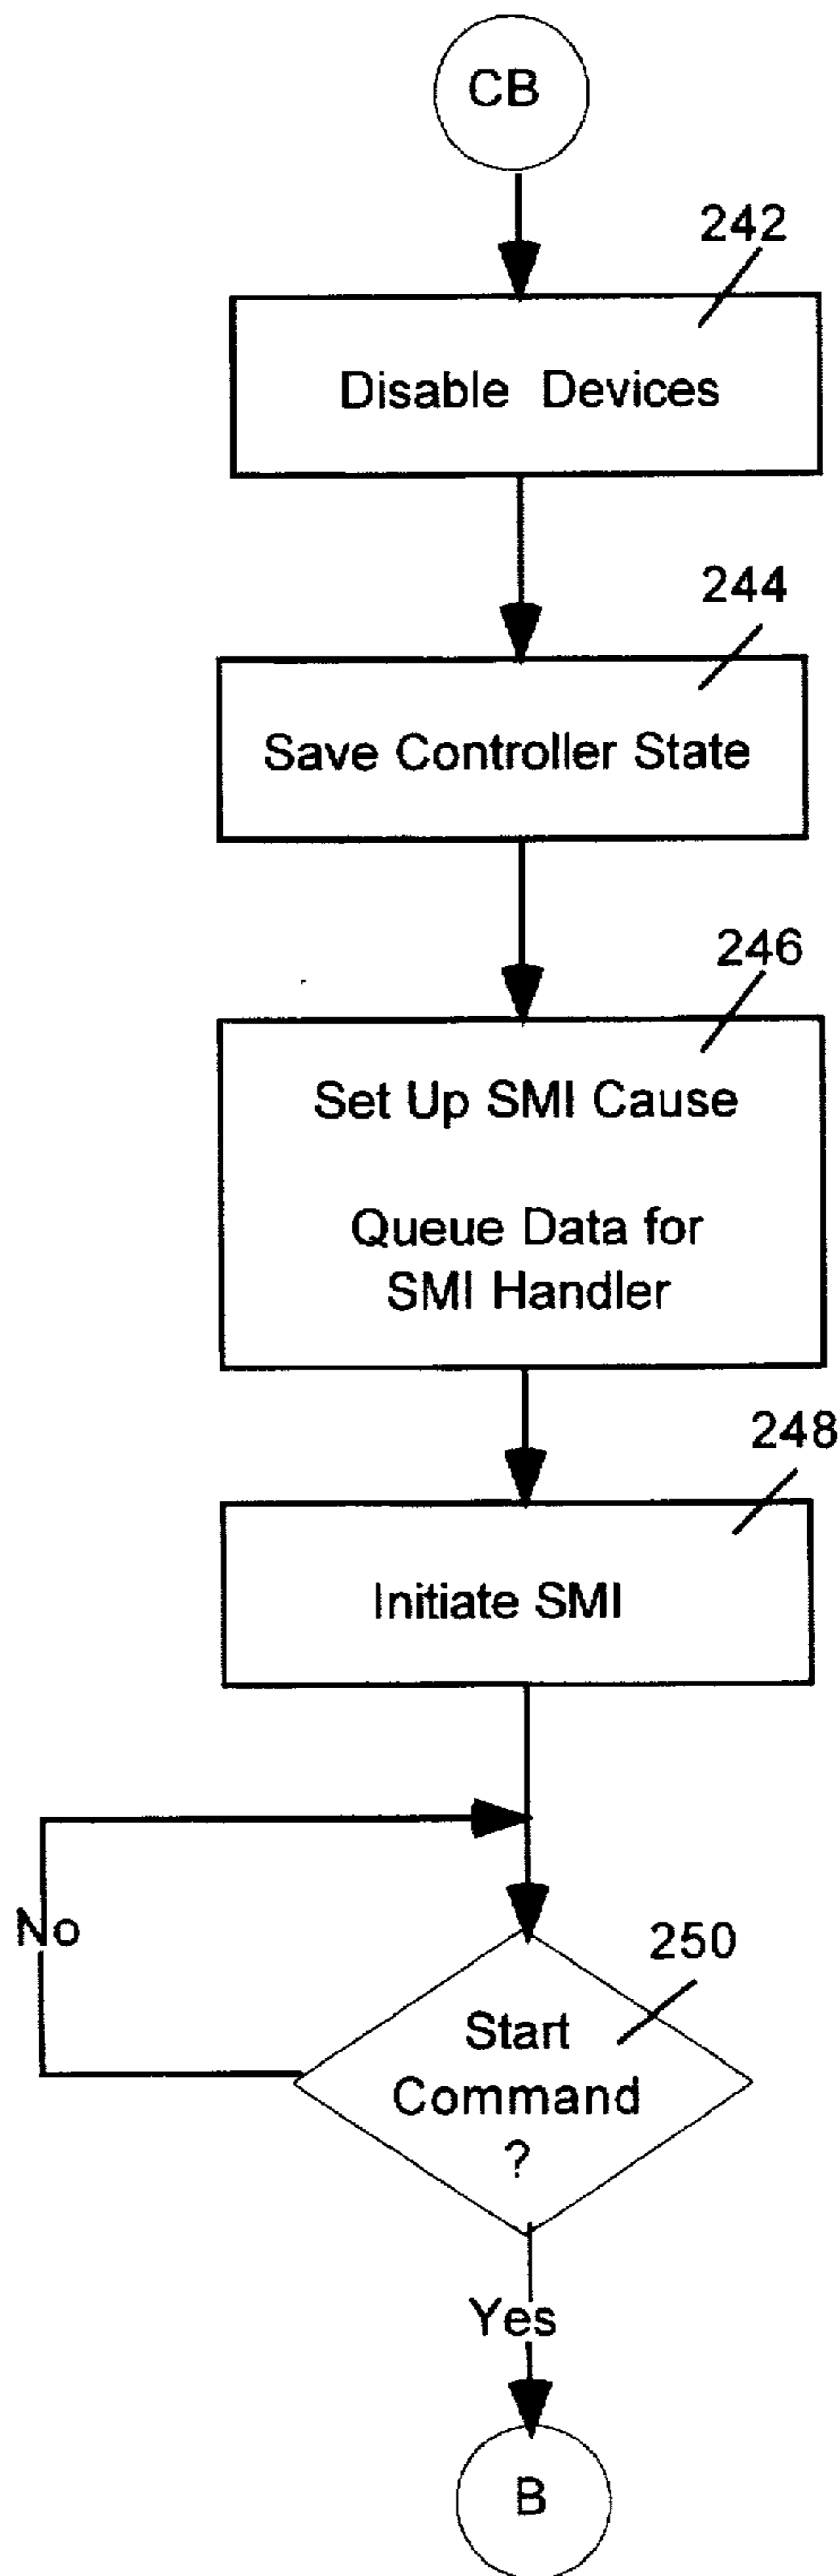 CB
242
Disable Devices
244
Save Controller State
246
Set Up SMI Cause
Queue Data for
SMI Handler
248
Initiate SMI
No
250
Start
Command
?
Yes
B